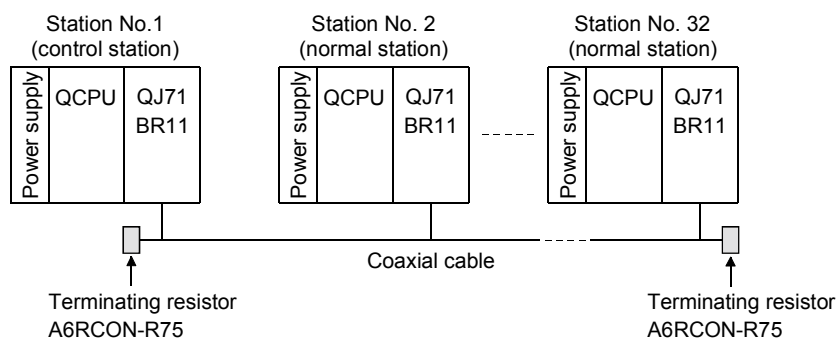 Station No.1
(control station)
Station No. 2
(normal station)
Station No. 32
(normal station)
Power supply
QCPU
QJ71
BR11
Power supply
QCPU
QJ71
BR11
Power supply
QCPU
QJ71
BR11
Coaxial cable
Terminating resistor
A6RCON-R75
Terminating resistor
A6RCON-R75